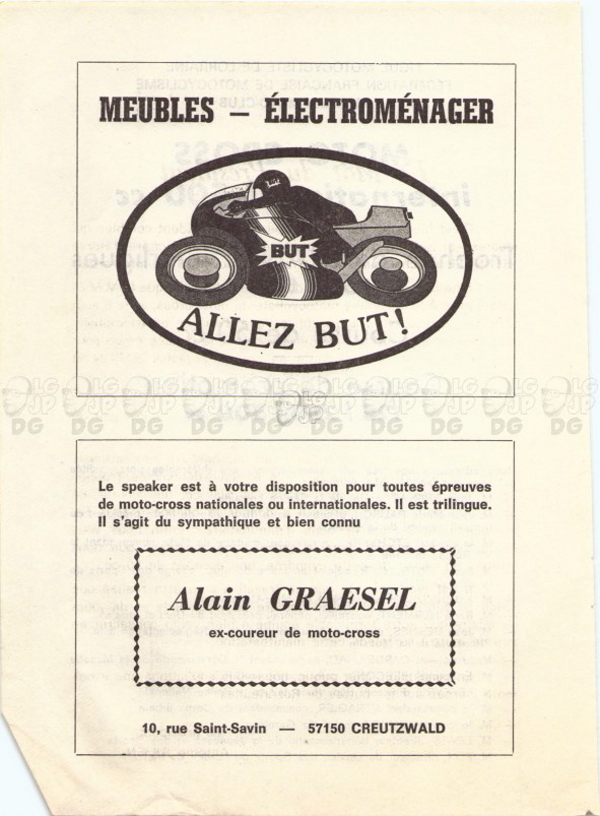 MEUBLES — ÉLECTROMÉNAGER
BUT
ALLEZ BUT!
Le speaker est à votre disposition pour toutes épreuves
de moto-cross nationales ou internationales. Il est trilingue.
Il s'agit du sympathique et bien connu
Alain GRAESEL
ex-coureur de moto-cross
10, rue Saint-Savin — 57150 CREUTZWALD